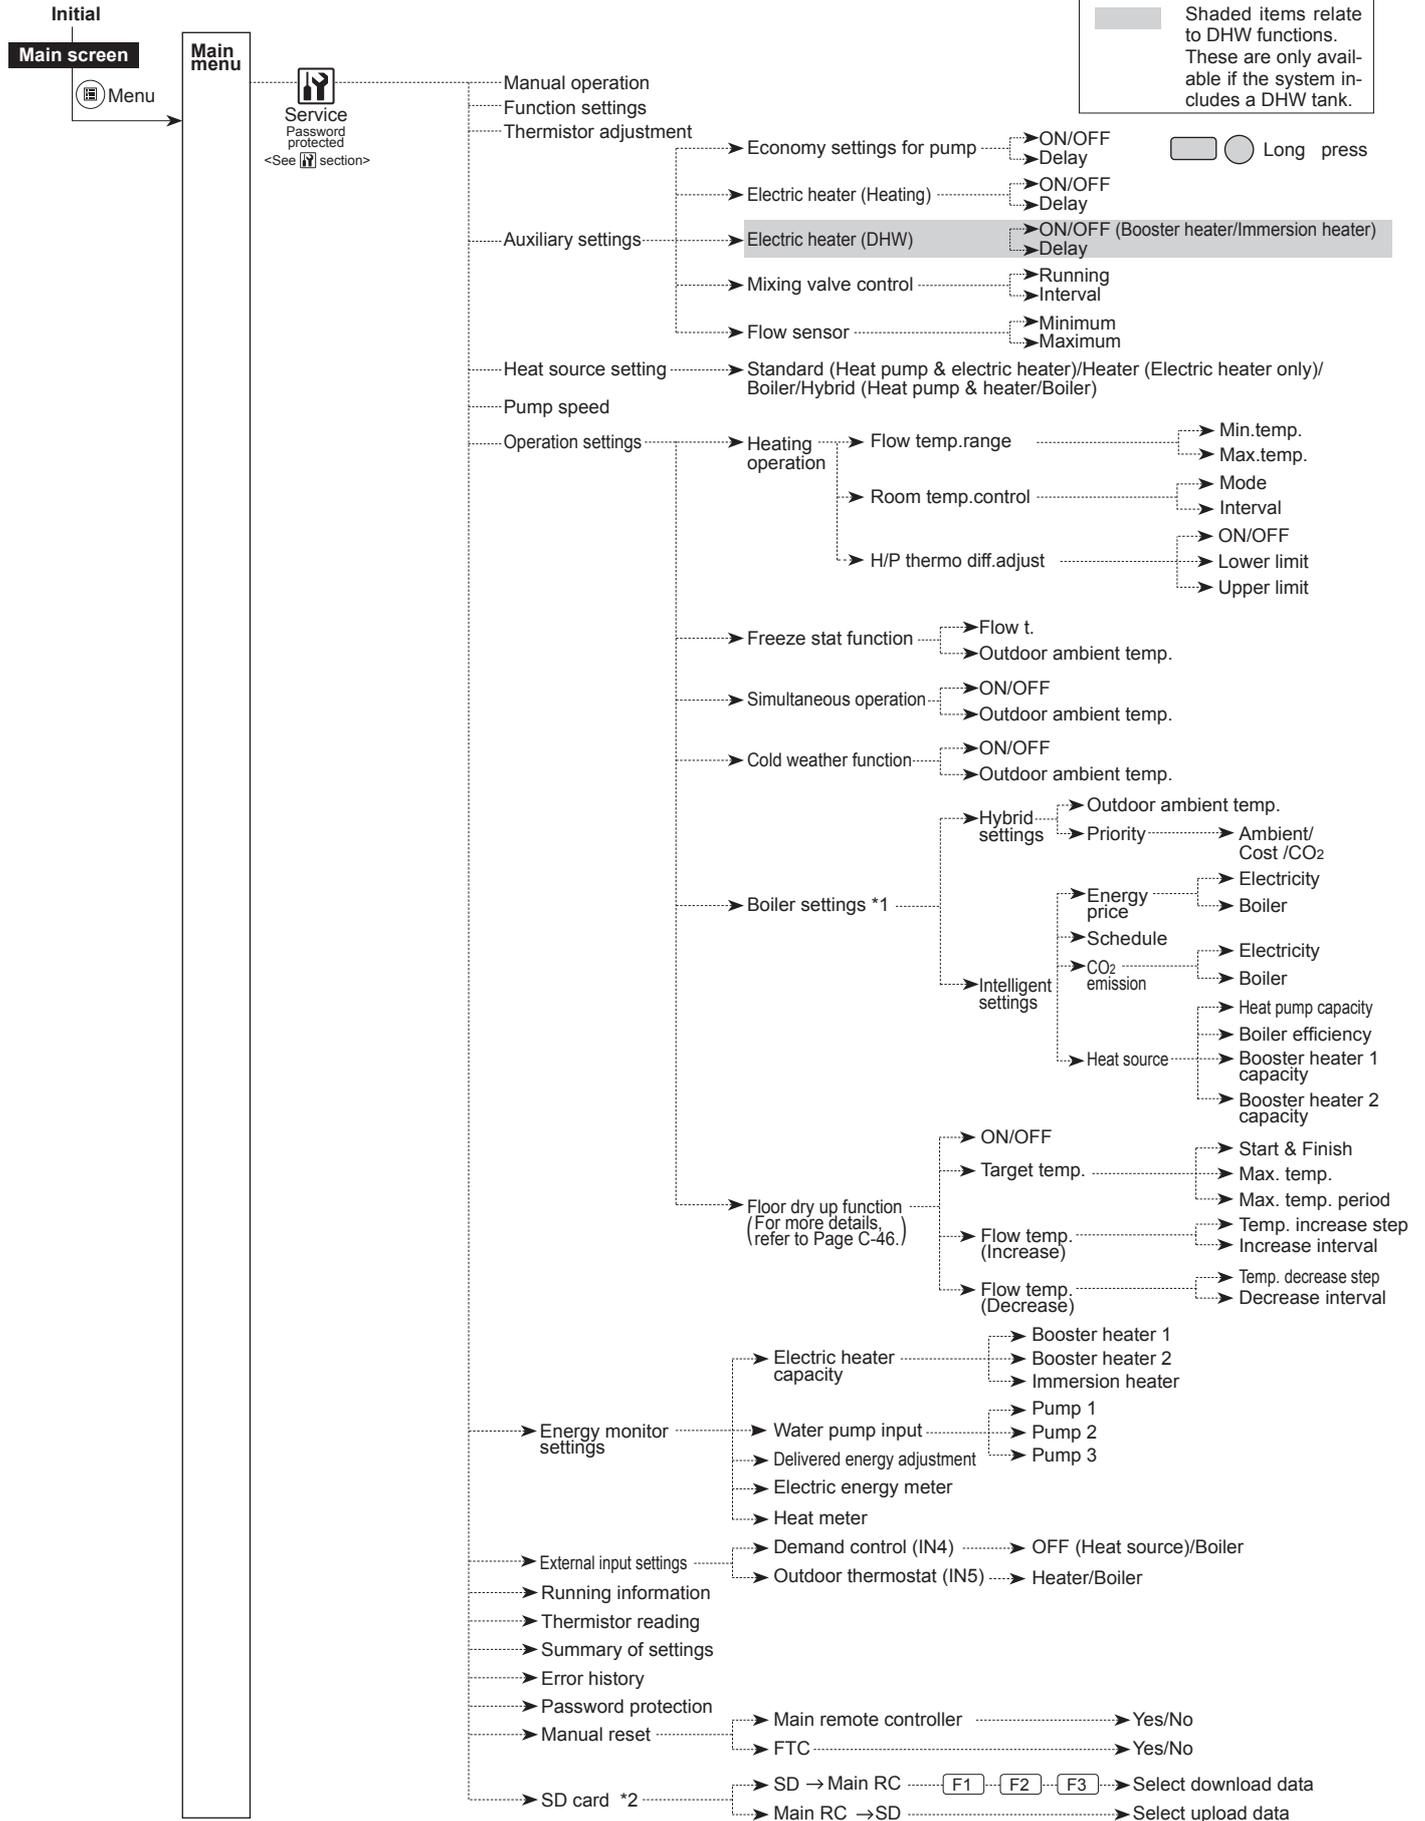 Initial
Main screen
Menu
Main
menu
Service
Password
protected
<See section>
Shaded items relate
to DHW functions.
These are only avail-
able if the system in-
cludes a DHW tank.
Long press
Manual operation
Function settings
Thermistor adjustment
Auxiliary settings
Economy settings for pump
ON/OFF
Delay
Electric heater (Heating)
ON/OFF
Delay
Electric heater (DHW)
ON/OFF (Booster heater/Immersion heater)
Delay
Mixing valve control
Running
Interval
Flow sensor
Minimum
Maximum
Heat source setting
Standard (Heat pump & electric heater)/Heater (Electric heater only)/
Boiler/Hybrid (Heat pump & heater/Boiler)
Pump speed
Operation settings
Heating
operation
Flow temp.range
Min.temp.
Max.temp.
Room temp.control
Mode
Interval
H/P thermo diff.adjust
ON/OFF
Lower limit
Upper limit
Freeze stat function
Flow t.
Outdoor ambient temp.
Simultaneous operation
ON/OFF
Outdoor ambient temp.
Cold weather function
ON/OFF
Outdoor ambient temp.
Boiler settings *1
Hybrid
settings
Outdoor ambient temp.
Priority
Ambient/
Cost /CO2
Intelligent
settings
Energy
price
Electricity
Boiler
Schedule
CO2
emission
Electricity
Boiler
Heat source
Heat pump capacity
Boiler efficiency
Booster heater 1
capacity
Booster heater 2
capacity
Floor dry up function
(For more details,
refer to Page C-46.)
ON/OFF
Target temp.
Start & Finish
Max. temp.
Max. temp. period
Flow temp.
(Increase)
Temp. increase step
Increase interval
Flow temp.
(Decrease)
Temp. decrease step
Decrease interval
Energy monitor
settings
Electric heater
capacity
Booster heater 1
Booster heater 2
Immersion heater
Water pump input
Pump 1
Pump 2
Pump 3
Delivered energy adjustment
Electric energy meter
Heat meter
External input settings
Demand control (IN4)
OFF (Heat source)/Boiler
Outdoor thermostat (IN5)
Heater/Boiler
Running information
Thermistor reading
Summary of settings
Error history
Password protection
Manual reset
Main remote controller
Yes/No
FTC
Yes/No
SD card *2
SD → Main RC
F1 F2 F3
Select download data
Main RC → SD
Select upload data